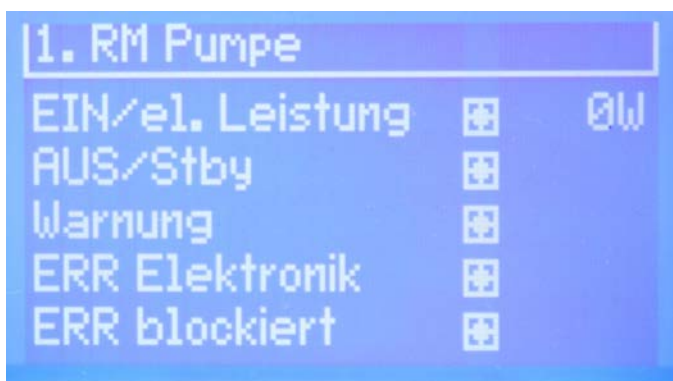 1. RM Pumpe
EIN/el. Leistung 0W
AUS/Stby
Warnung
ERR Elektronik
ERR blockiert